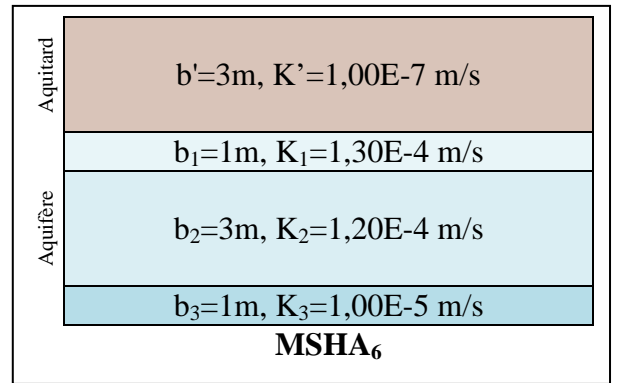 Aquitard
b'=3m, K’=1,00E-7 m/s
Aquifère
b₁=1m, K₁=1,30E-4 m/s
b₂=3m, K₂=1,20E-4 m/s
b₃=1m, K₃=1,00E-5 m/s
MSHA₆